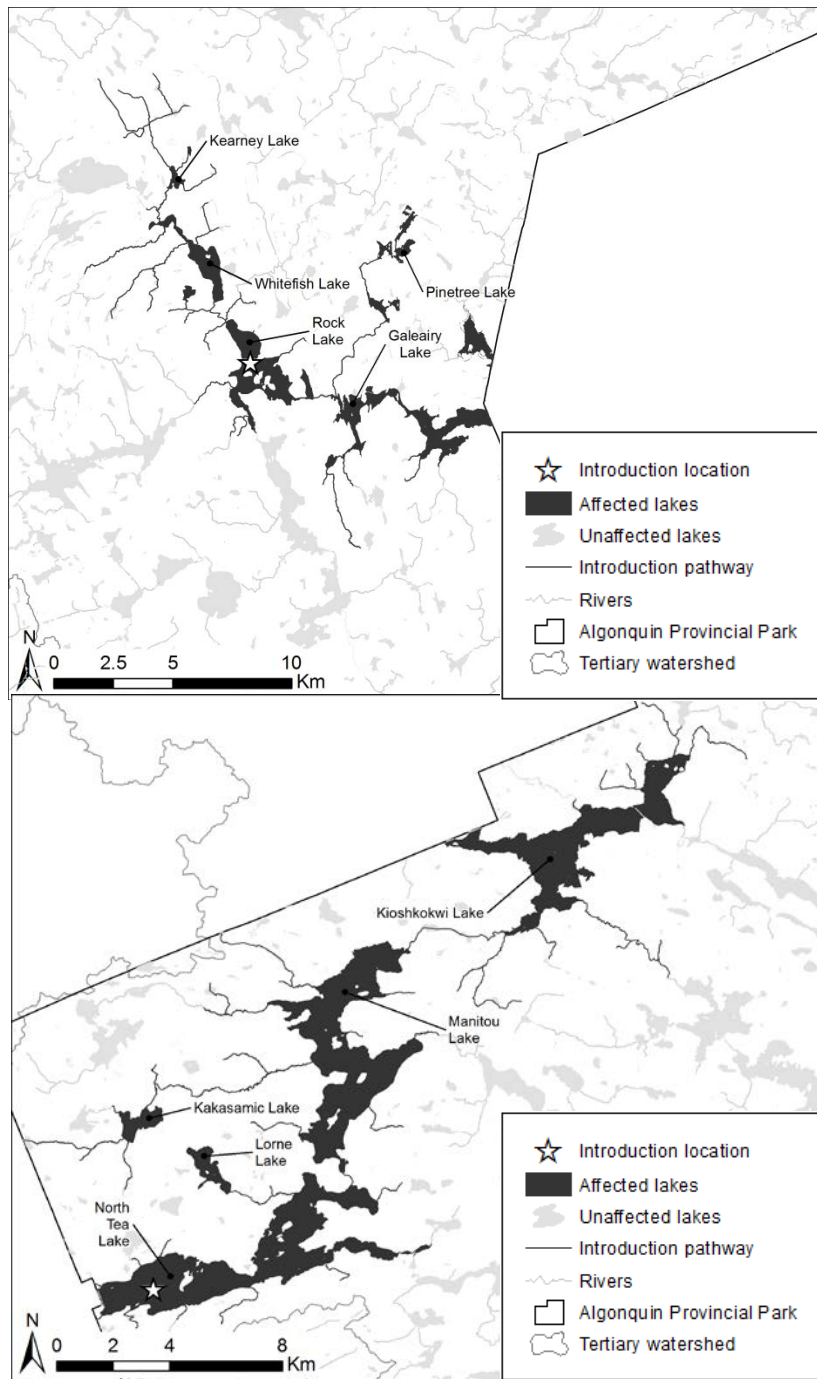 Kearney Lake
Whitefish Lake
Pinetree Lake
Rock
Lake
Galeairy
Lake
Introduction location
Affected lakes
Unaffected lakes
Introduction pathway
Rivers
Algonquin Provincial Park
Tertiary watershed
N
0 2.5 5 10
Km
Kioshkokwi Lake
Manitou
Lake
Kakasamic Lake
Lorne
Lake
North
Tea
Lake
Introduction location
Affected lakes
Unaffected lakes
Introduction pathway
Rivers
Algonquin Provincial Park
Tertiary watershed
N
0 2 4 8
Km